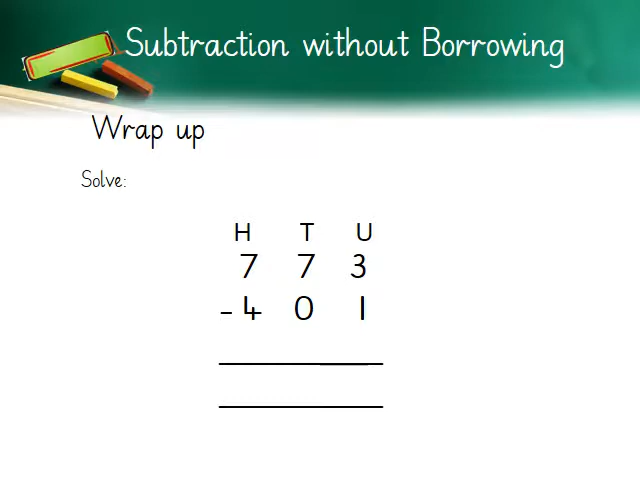 Subtraction without Borrowing
Wrap up
Solve:
H T U
7 7 3
- 4 0 1